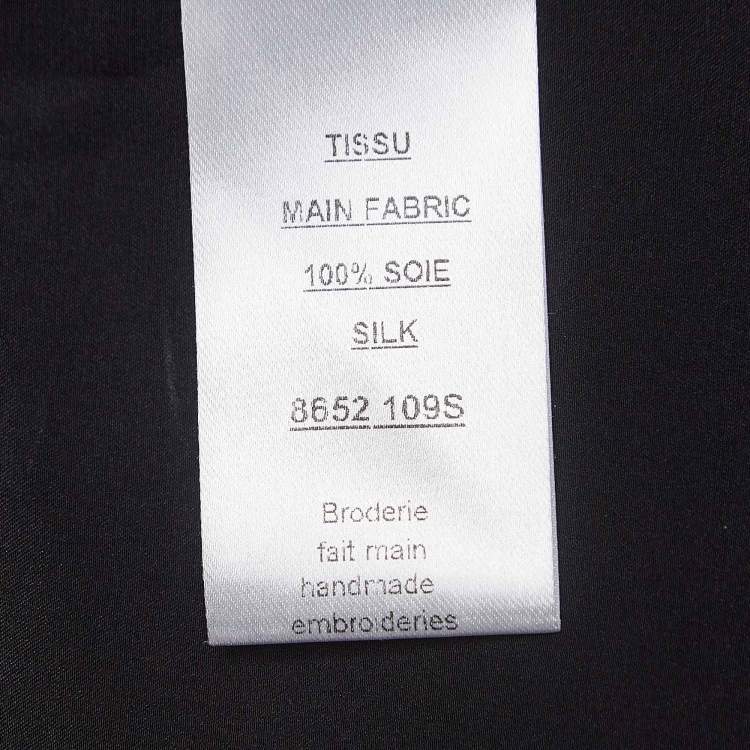 TISSU
MAIN FABRIC
100% SOIE
SILK
8652 109S
Broderie
fait main
handmade
embroideries